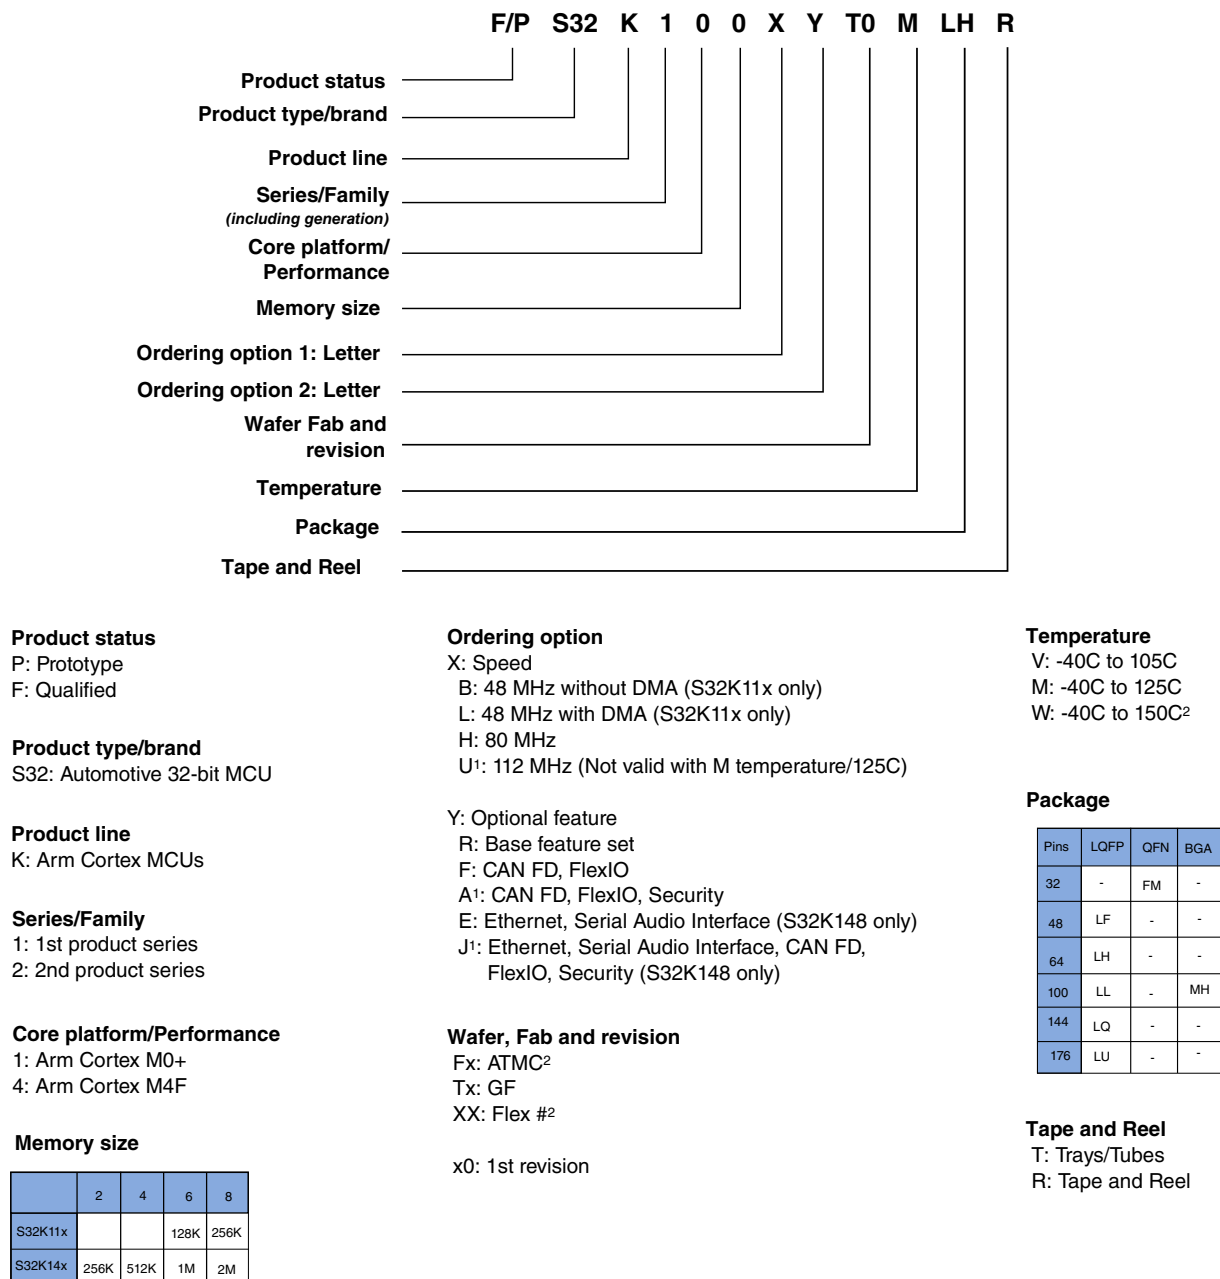 F/P S32 K 1 0 0 X Y T0 M LH R
Product status
Product type/brand
Product line
Series/Family
(including generation)
Core platform/
Performance
Memory size
Ordering option 1: Letter
Ordering option 2: Letter
Wafer Fab and
revision
Temperature
Package
Tape and Reel
Product status
P: Prototype
F: Qualified
Product type/brand
S32: Automotive 32-bit MCU
Product line
K: Arm Cortex MCUs
Series/Family
1: 1st product series
2: 2nd product series
Core platform/Performance
1: Arm Cortex M0+
4: Arm Cortex M4F
Memory size
2 4 6 8
S32K11x 128K 256K
S32K14x 256K 512K 1M 2M
Ordering option
X: Speed
B: 48 MHz without DMA (S32K11x only)
L: 48 MHz with DMA (S32K11x only)
H: 80 MHz
U1: 112 MHz (Not valid with M temperature/125C)
Y: Optional feature
R: Base feature set
F: CAN FD, FlexIO
A1: CAN FD, FlexIO, Security
E: Ethernet, Serial Audio Interface (S32K148 only)
J1: Ethernet, Serial Audio Interface, CAN FD,
FlexIO, Security (S32K148 only)
Wafer, Fab and revision
Fx: ATMC2
Tx: GF
XX: Flex #2
x0: 1st revision
Temperature
V: -40C to 105C
M: -40C to 125C
W: -40C to 150C2
Package
Pins LQFP QFN BGA
32 - FM -
48 LF - -
64 LH - -
100 LL - MH
144 LQ - -
176 LU - -
Tape and Reel
T: Trays/Tubes
R: Tape and Reel